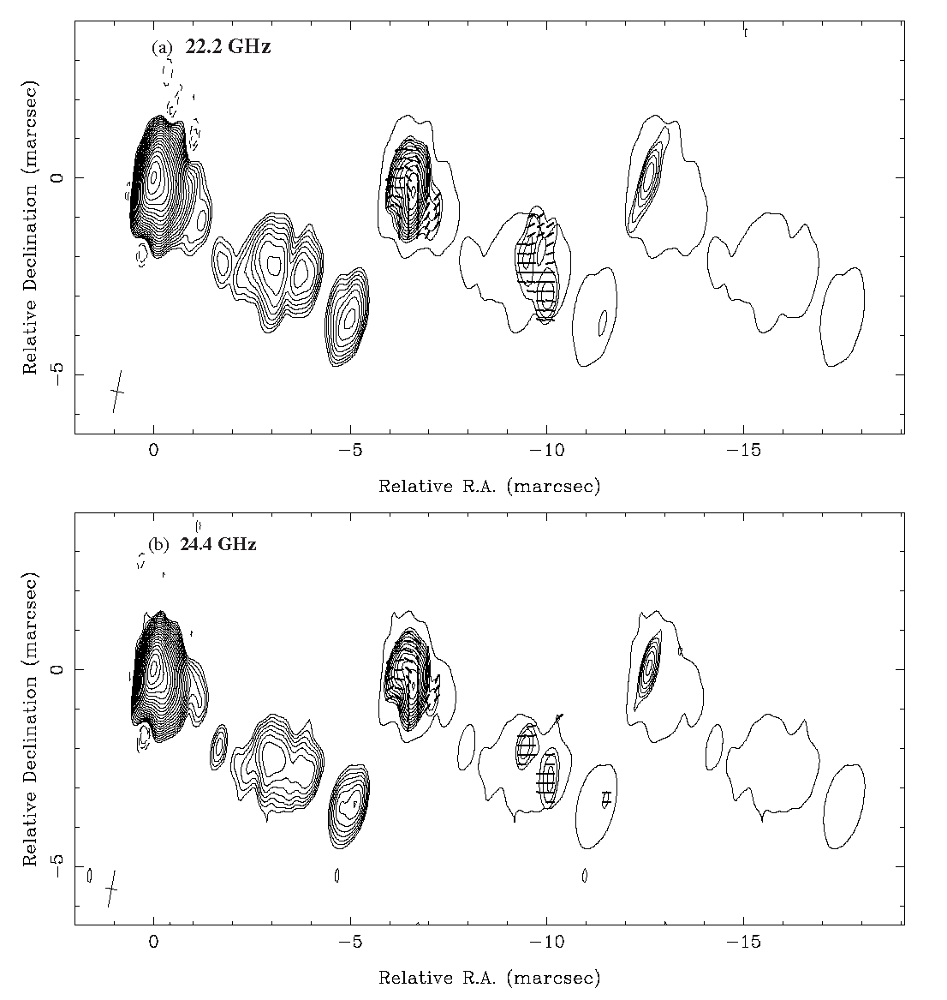 (a) 22.2 GHz
Relative Declination (marcsec)
0
−5
0
−5
−10
−15
Relative R.A. (marcsec)
(b) 24.4 GHz
Relative Declination (marcsec)
0
−5
0
−5
−10
−15
Relative R.A. (marcsec)